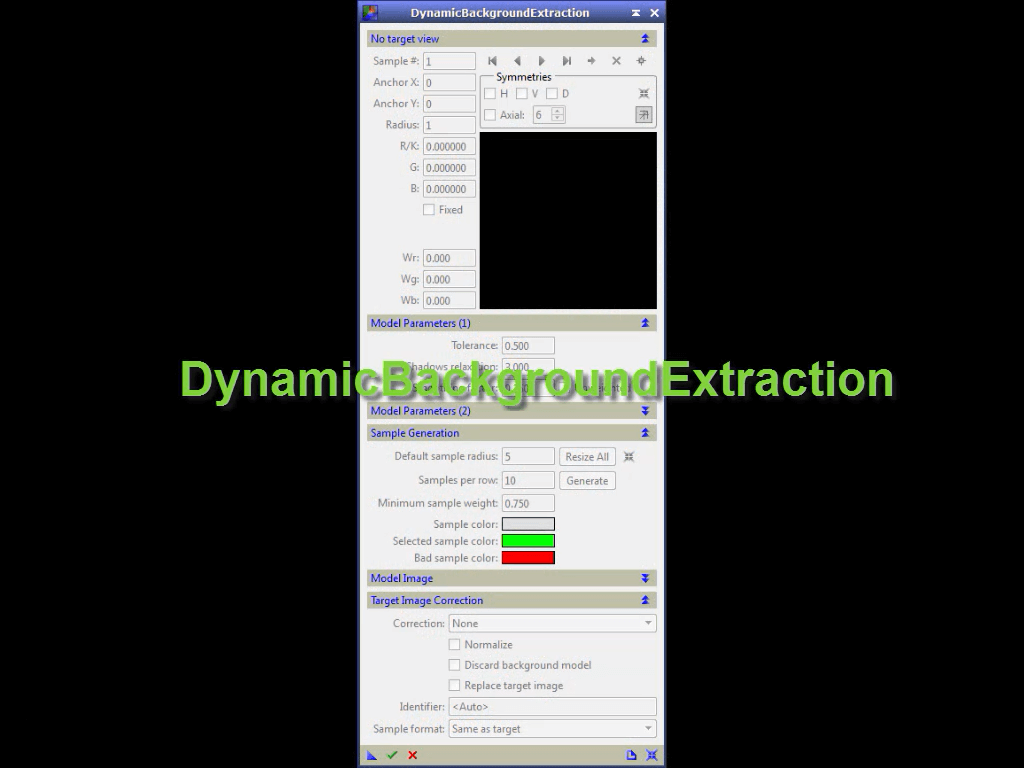 DynamicBackgroundExtraction
No target view
Sample #: 1
Anchor X: 0
Symmetries
H V D
Anchor Y: 0
Axial: 6
Radius: 1
R/K: 0.000000
G: 0.000000
B: 0.000000
Fixed
Wr: 0.000
Wg: 0.000
Wb: 0.000
Model Parameters (1)
Tolerance: 0.500
Shadows relaxation: 3.000
DynamicBackgroundExtraction
Model Parameters (2)
Sample Generation
Default sample radius: 5 Resize All
Samples per row: 10 Generate
Minimum sample weight: 0.750
Sample color:
Selected sample color:
Bad sample color:
Model Image
Target Image Correction
Correction: None
Normalize
Discard background model
Replace target image
Identifier: <Auto>
Sample format: Same as target